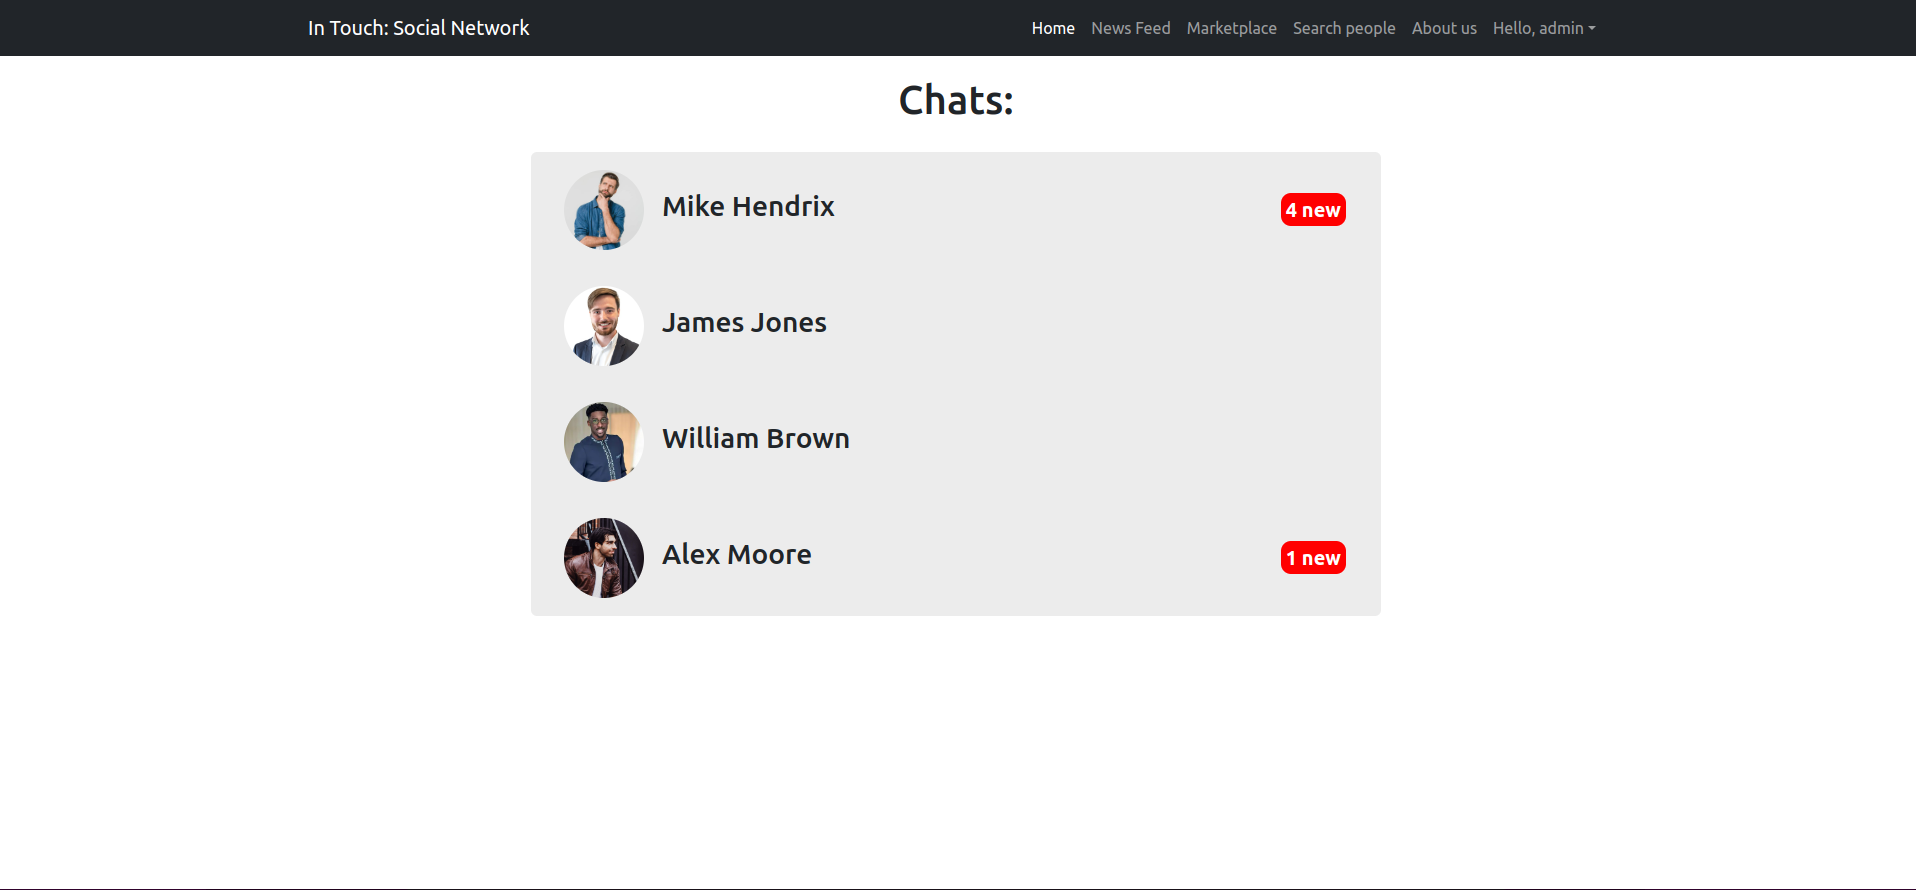 In Touch: Social Network Home News Feed Marketplace Search people About us Hello, admin
Chats:
Mike Hendrix 4 new
James Jones
William Brown
Alex Moore 1 new